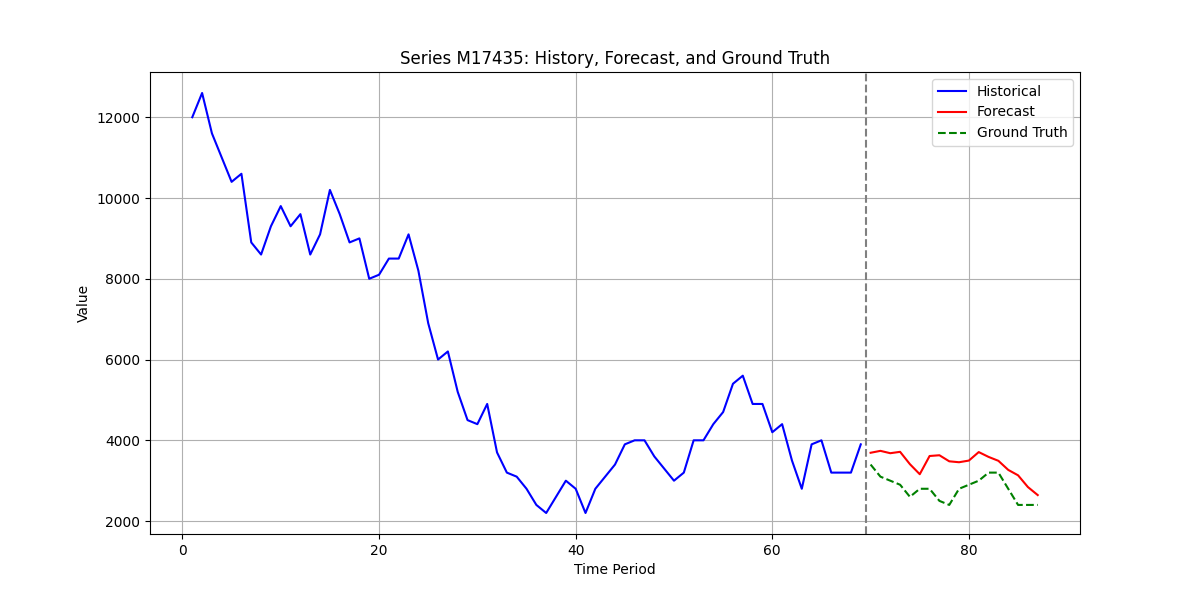 Series M17435: History, Forecast, and Ground Truth
Historical
Forecast
Ground Truth
12000
10000
8000
6000
4000
2000
Value
0 20 40 60 80
Time Period